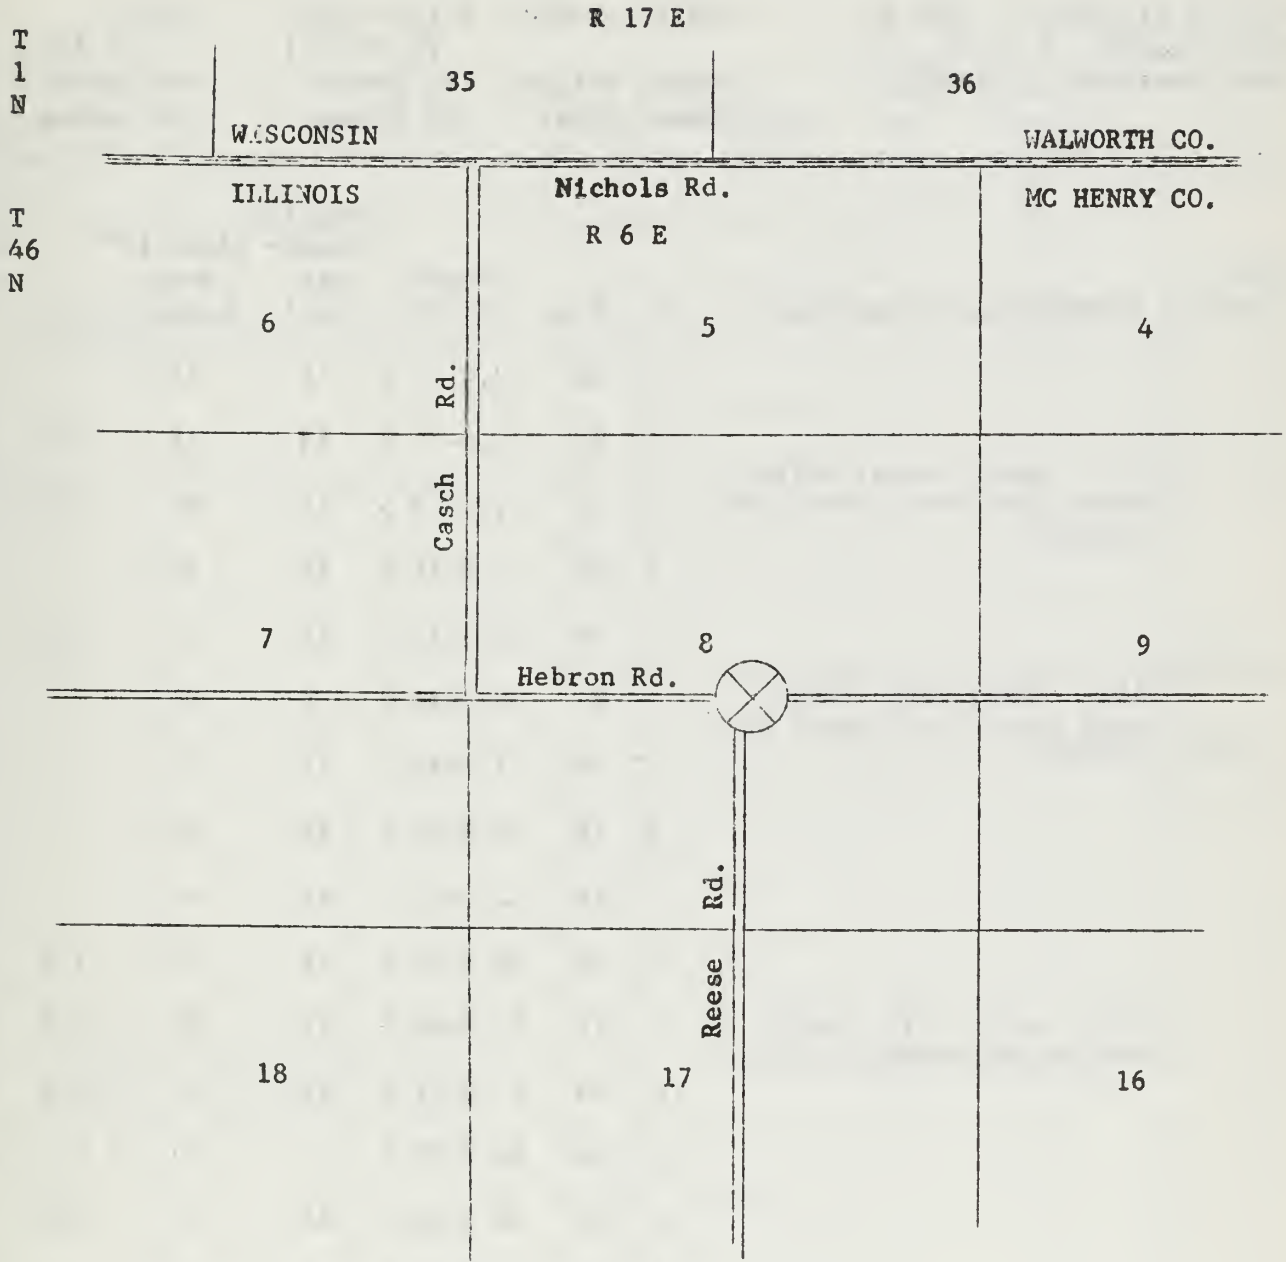 R 17 E
T
1
N
35
36
WISCONSIN
WALWORTH CO.
ILLINOIS
Nichols Rd.
MC HENRY CO.
T
46
N
R 6 E
6
5
4
Casch Rd.
7
8
9
Hebron Rd.
Reese Rd.
18
17
16